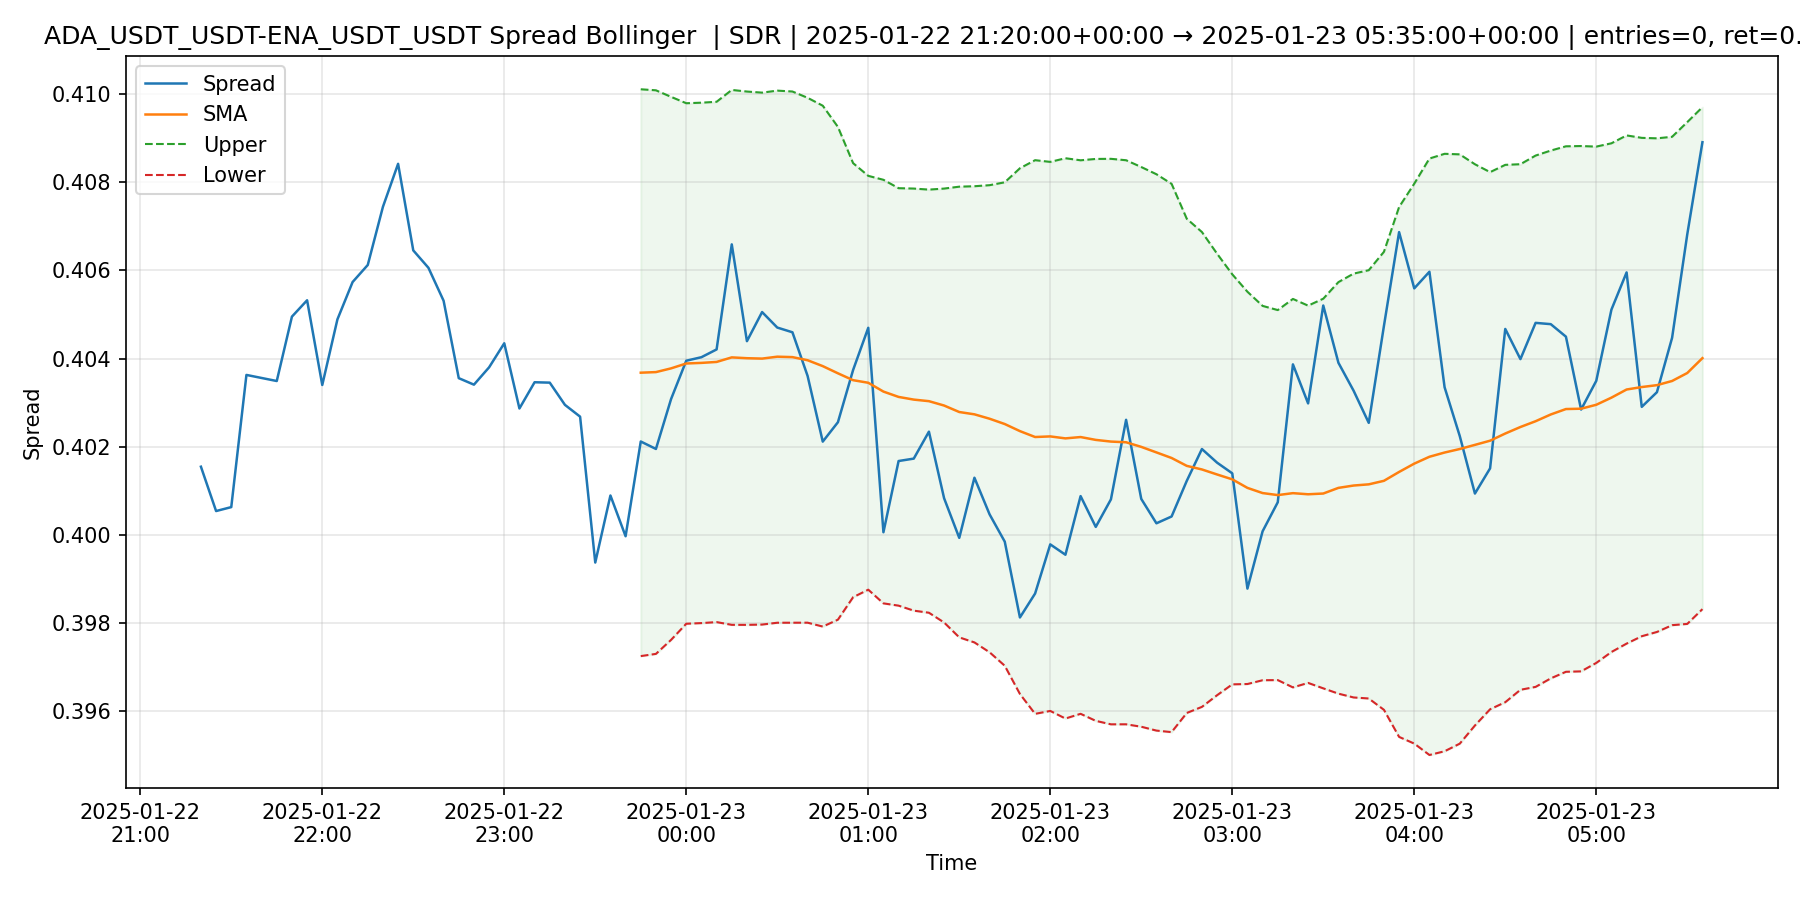 ADA_USDT_USDT-ENA_USDT_USDT Spread Bollinger | SDR | 2025-01-22 21:20:00+00:00 → 2025-01-23 05:35:00+00:00 | entries=0, ret=0.
Spread
SMA
Upper
Lower
0.410
0.408
0.406
0.404
0.402
0.400
0.398
0.396
Spread
2025-01-22 2025-01-22 2025-01-22 2025-01-23 2025-01-23 2025-01-23 2025-01-23 2025-01-23 2025-01-23
21:00 22:00 23:00 00:00 01:00 02:00 03:00 04:00 05:00
Time